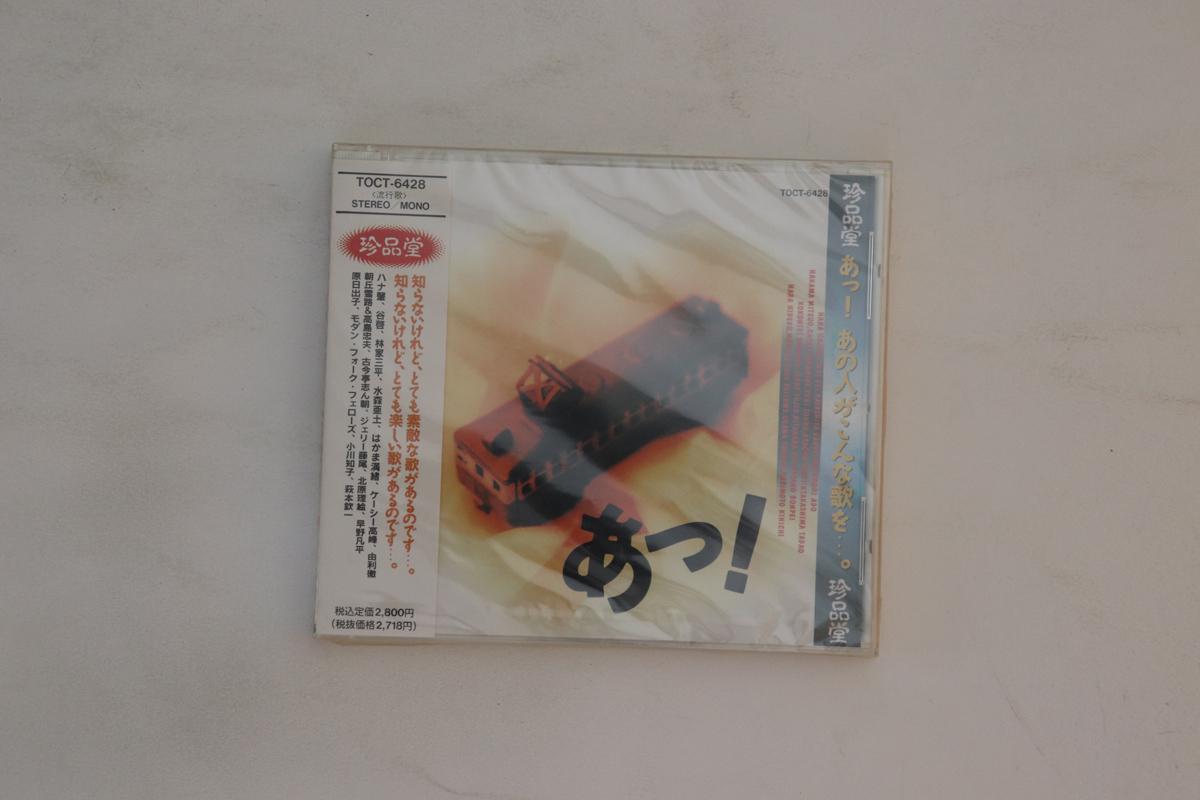 TOCT-6428
〈流行歌〉
STEREO/MONO
珍品堂
知らないけれど、とても素敵な歌があるのです…。
知らないけれど、とても楽しい歌があるのです…。
ハナ肇、谷啓、林家三平、水森亜土、はかま満緒、ケーシー高峰、由利徹
朝丘雪路&高島忠夫、古今亭志ん朝、ジェリー藤尾、北原理絵、早野凡平
原日出子、モダン・フォーク・フェローズ、小川知子、萩本欽一
税込定価2,800円
(税抜価格2,718円)
TOCT-6428
あっ!
珍品堂 あっ! あの人がこんな歌を…。 珍品堂